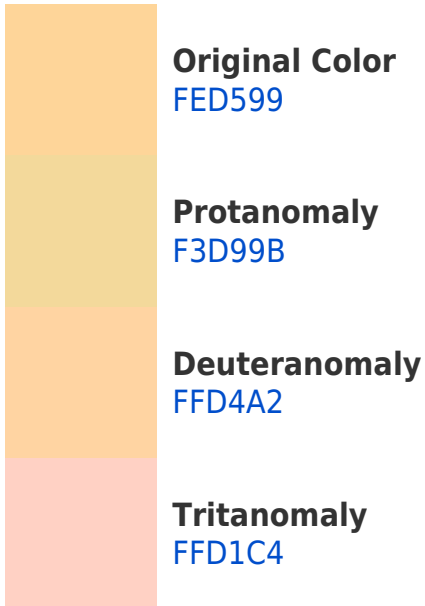 Original Color
FED599
Protanomaly
F3D99B
Deuteranomaly
FFD4A2
Tritanomaly
FFD1C4